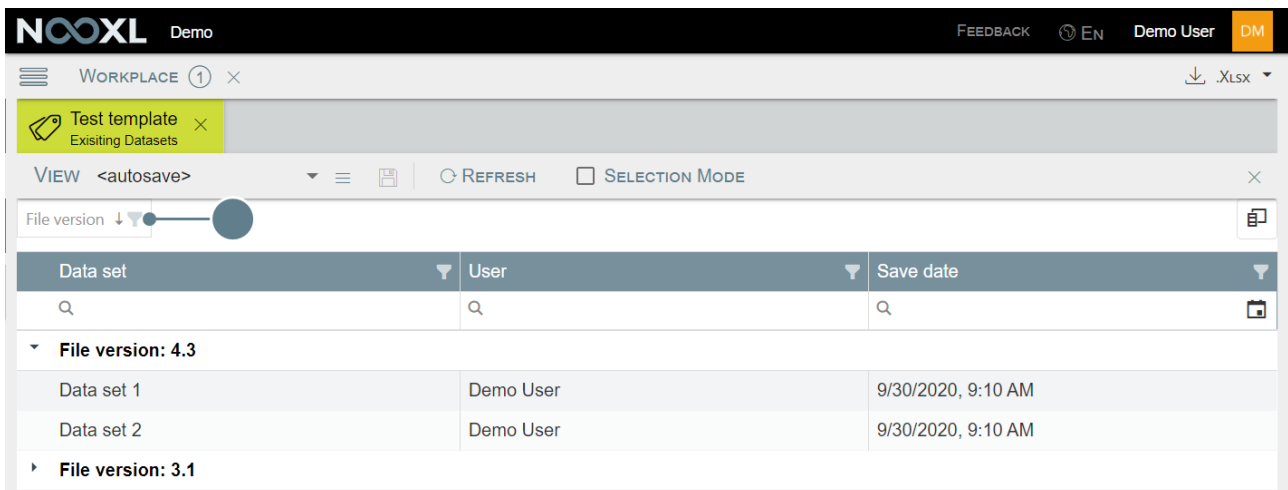 NOOXL Demo FEEDBACK EN Demo User DM
WORKPLACE 1 .XLSX
Test template
Exisiting Datasets
VIEW <autosave> REFRESH SELECTION MODE
File version
Data set User Save date
File version: 4.3
Data set 1 Demo User 9/30/2020, 9:10 AM
Data set 2 Demo User 9/30/2020, 9:10 AM
File version: 3.1